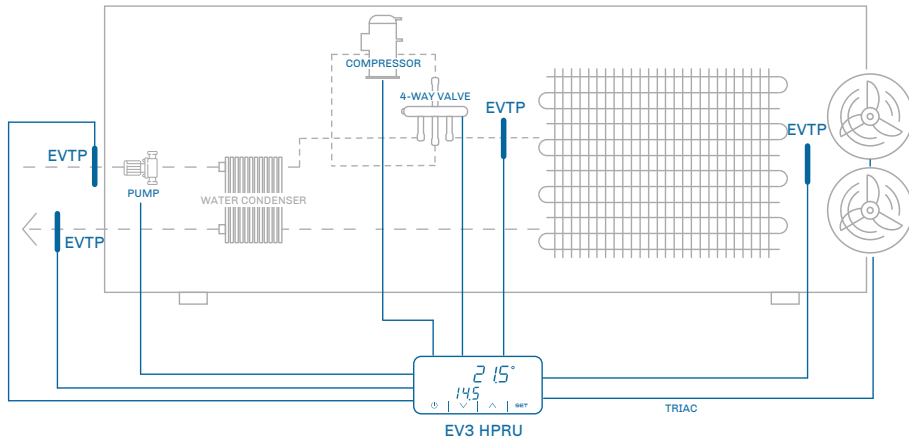 COMPRESSOR
4-WAY VALVE
EVTP
EVTP
EVTP
PUMP
WATER CONDENSER
EVTP
21.5°
14.5
SET
TRIAC
EV3 HPRU